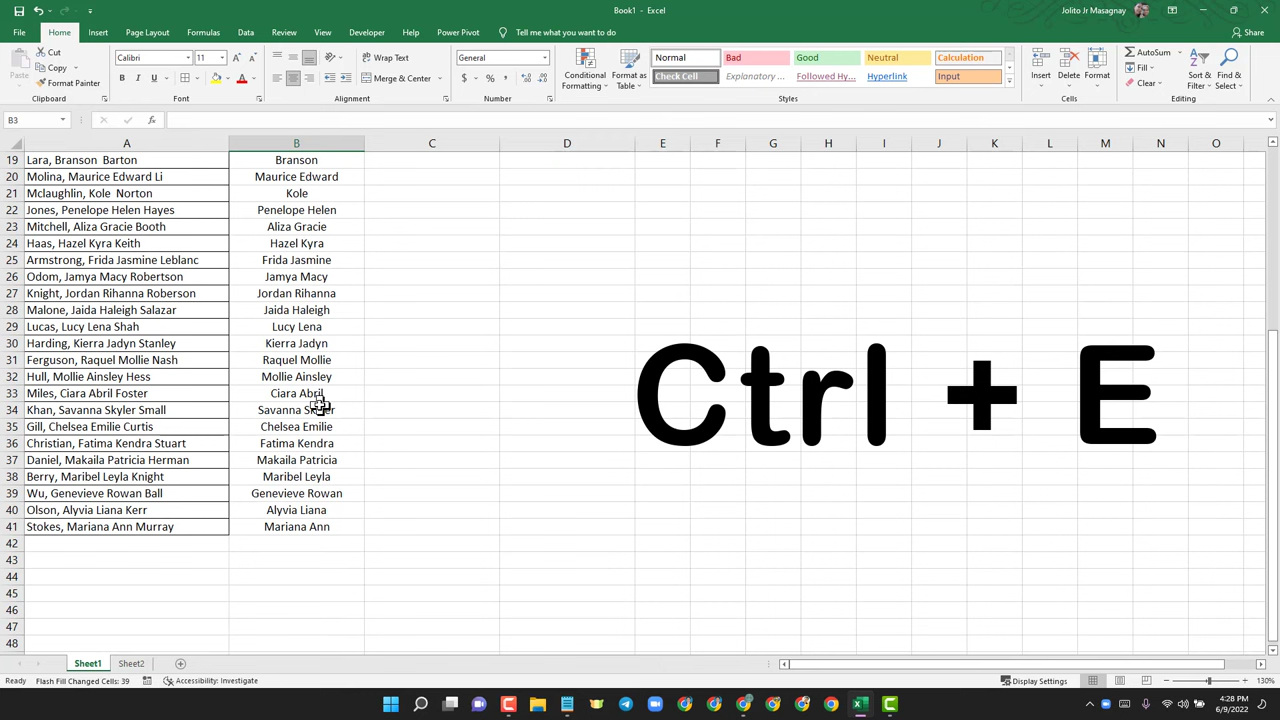 Book1 - Excel
Jolito Jr Masagnay
File Home Insert Page Layout Formulas Data Review View Developer Help Power Pivot Tell me what you want to do Share
Paste
Cut
Copy
Format Painter
Clipboard
Calibri 11
B I U
Font
Wrap Text
Merge & Center
Alignment
General
$ % ,
Number
Conditional Formatting
Format as Table
Normal Bad Good Neutral Calculation
Check Cell Explanatory ... Followed Hy... Hyperlink Input
Styles
Insert Delete Format
Cells
AutoSum
Fill
Clear
Sort & Filter
Find & Select
Editing
B3 fx
A B C D E F G H I J K L M N O
19 Lara, Branson  Barton Branson
20 Molina, Maurice Edward Li Maurice Edward
21 Mclaughlin, Kole  Norton Kole
22 Jones, Penelope Helen Hayes Penelope Helen
23 Mitchell, Aliza Gracie Booth Aliza Gracie
24 Haas, Hazel Kyra Keith Hazel Kyra
25 Armstrong, Frida Jasmine Leblanc Frida Jasmine
26 Odom, Jamya Macy Robertson Jamya Macy
27 Knight, Jordan Rihanna Roberson Jordan Rihanna
28 Malone, Jaida Haleigh Salazar Jaida Haleigh
29 Lucas, Lucy Lena Shah Lucy Lena
30 Harding, Kierra Jadyn Stanley Kierra Jadyn
31 Ferguson, Raquel Mollie Nash Raquel Mollie
32 Hull, Mollie Ainsley Hess Mollie Ainsley
33 Miles, Ciara Abril Foster Ciara Abril
34 Khan, Savanna Skyler Small Savanna Skyler
35 Gill, Chelsea Emilie Curtis Chelsea Emilie
36 Christian, Fatima Kendra Stuart Fatima Kendra
37 Daniel, Makaila Patricia Herman Makaila Patricia
38 Berry, Maribel Leyla Knight Maribel Leyla
39 Wu, Genevieve Rowan Ball Genevieve Rowan
40 Olson, Alyvia Liana Kerr Alyvia Liana
41 Stokes, Mariana Ann Murray Mariana Ann
42
43
44
45
46
47
48
Ctrl + E
Sheet1 Sheet2
Ready Flash Fill Changed Cells: 39 Accessibility: Investigate Display Settings 130%
4:28 PM
6/9/2022